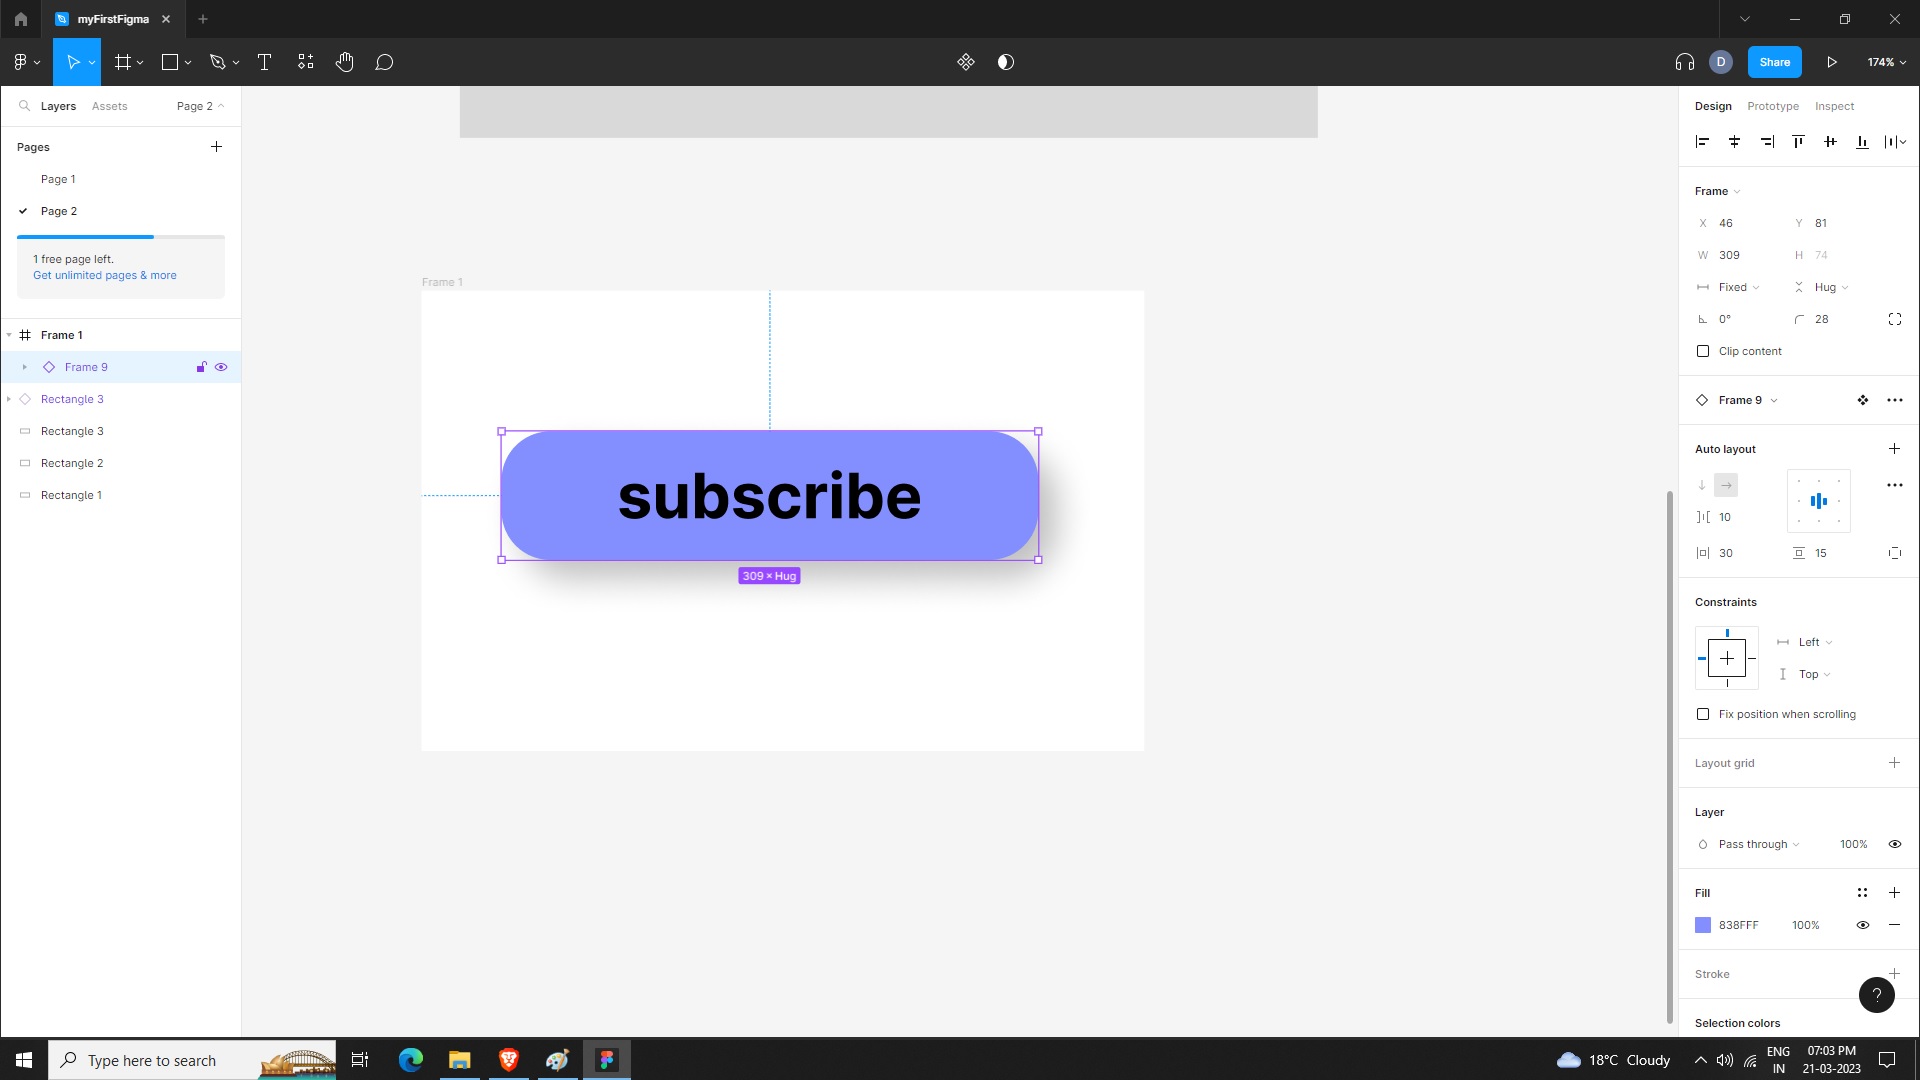 myFirstFigma
D
Share
174%
Layers Assets Page 2
Pages
Page 1
Page 2
1 free page left.
Get unlimited pages & more
Frame 1
Frame 9
Rectangle 3
Rectangle 3
Rectangle 2
Rectangle 1
Frame 1
subscribe
309 × Hug
Design Prototype Inspect
Frame
X 46 Y 81
W 309 H 74
Fixed Hug
0° 28
Clip content
Frame 9
Auto layout
10
30 15
Constraints
Left
Top
Fix position when scrolling
Layout grid
Layer
Pass through 100%
Fill
838FFF 100%
Stroke
?
Selection colors
Type here to search
18°C Cloudy
ENG
IN
07:03 PM
21-03-2023